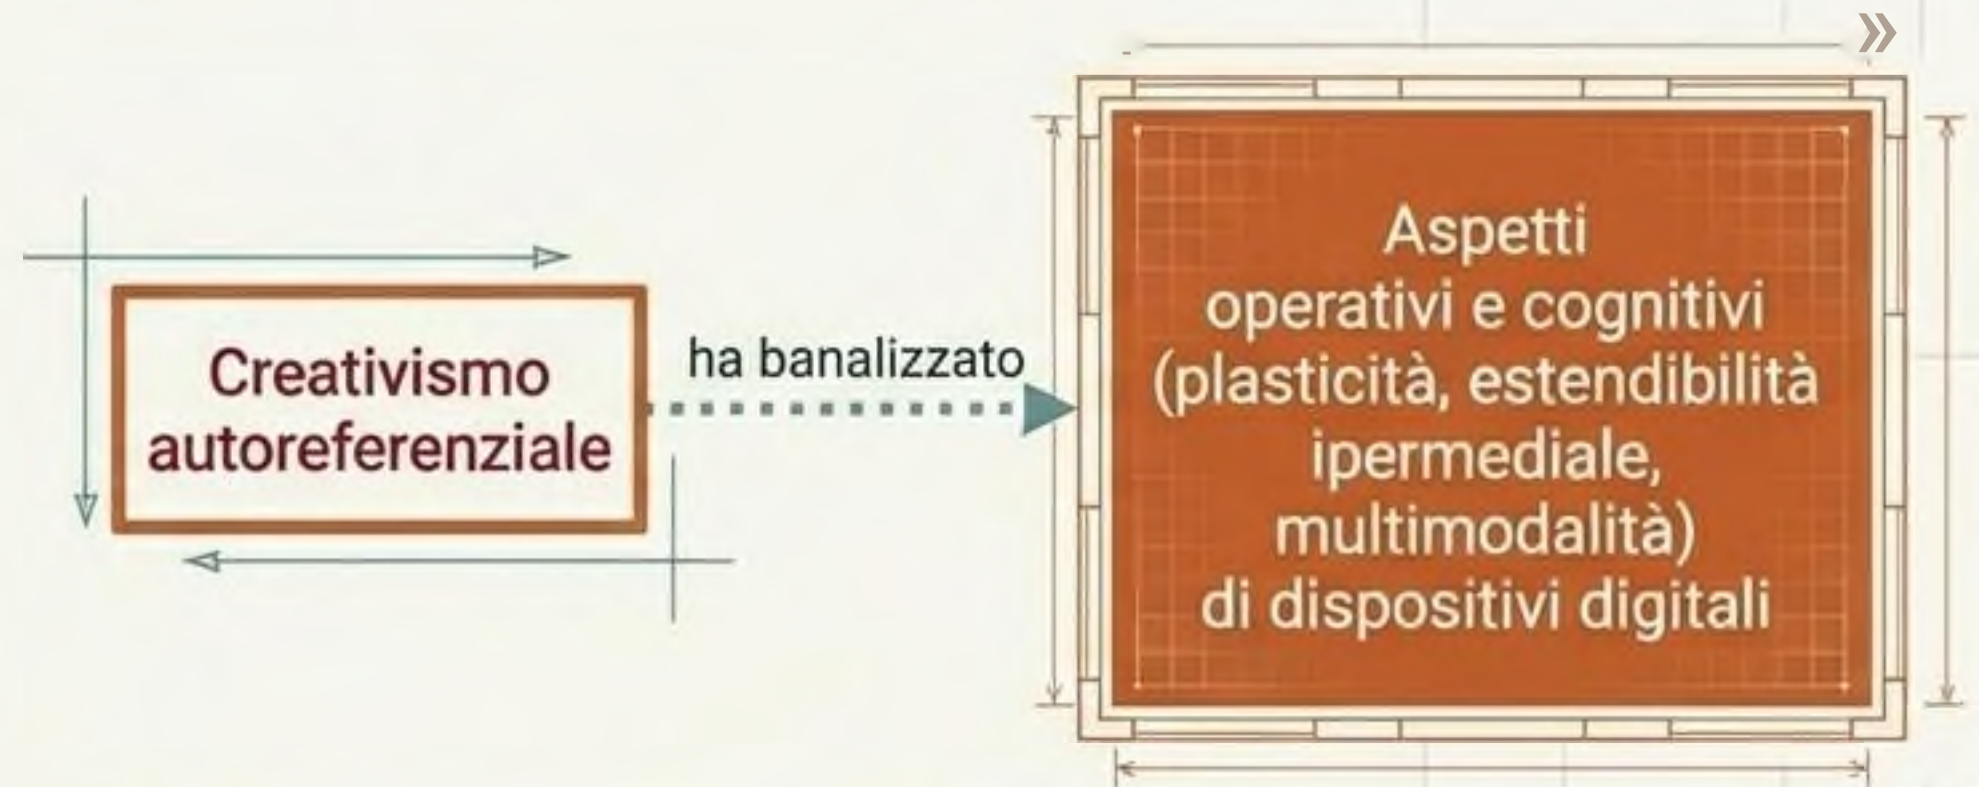 Creativismo
autoreferenziale
ha banalizzato
Aspetti
operativi e cognitivi
(plasticità, estendibilità
ipermediale,
multimodalità)
di dispositivi digitali